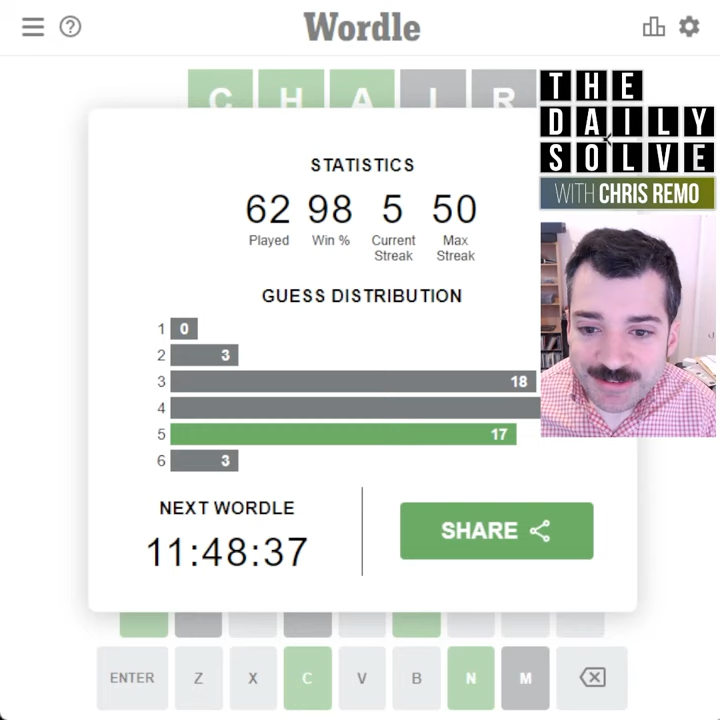 Wordle
C H A I R
THE
DAILY
SOLVE
WITH CHRIS REMO
STATISTICS
62 98 5 50
Played Win % Current Streak Max Streak
GUESS DISTRIBUTION
1 0
2 3
3 18
4
5 17
6 3
NEXT WORDLE
11:48:37
SHARE
ENTER Z X C V B N M